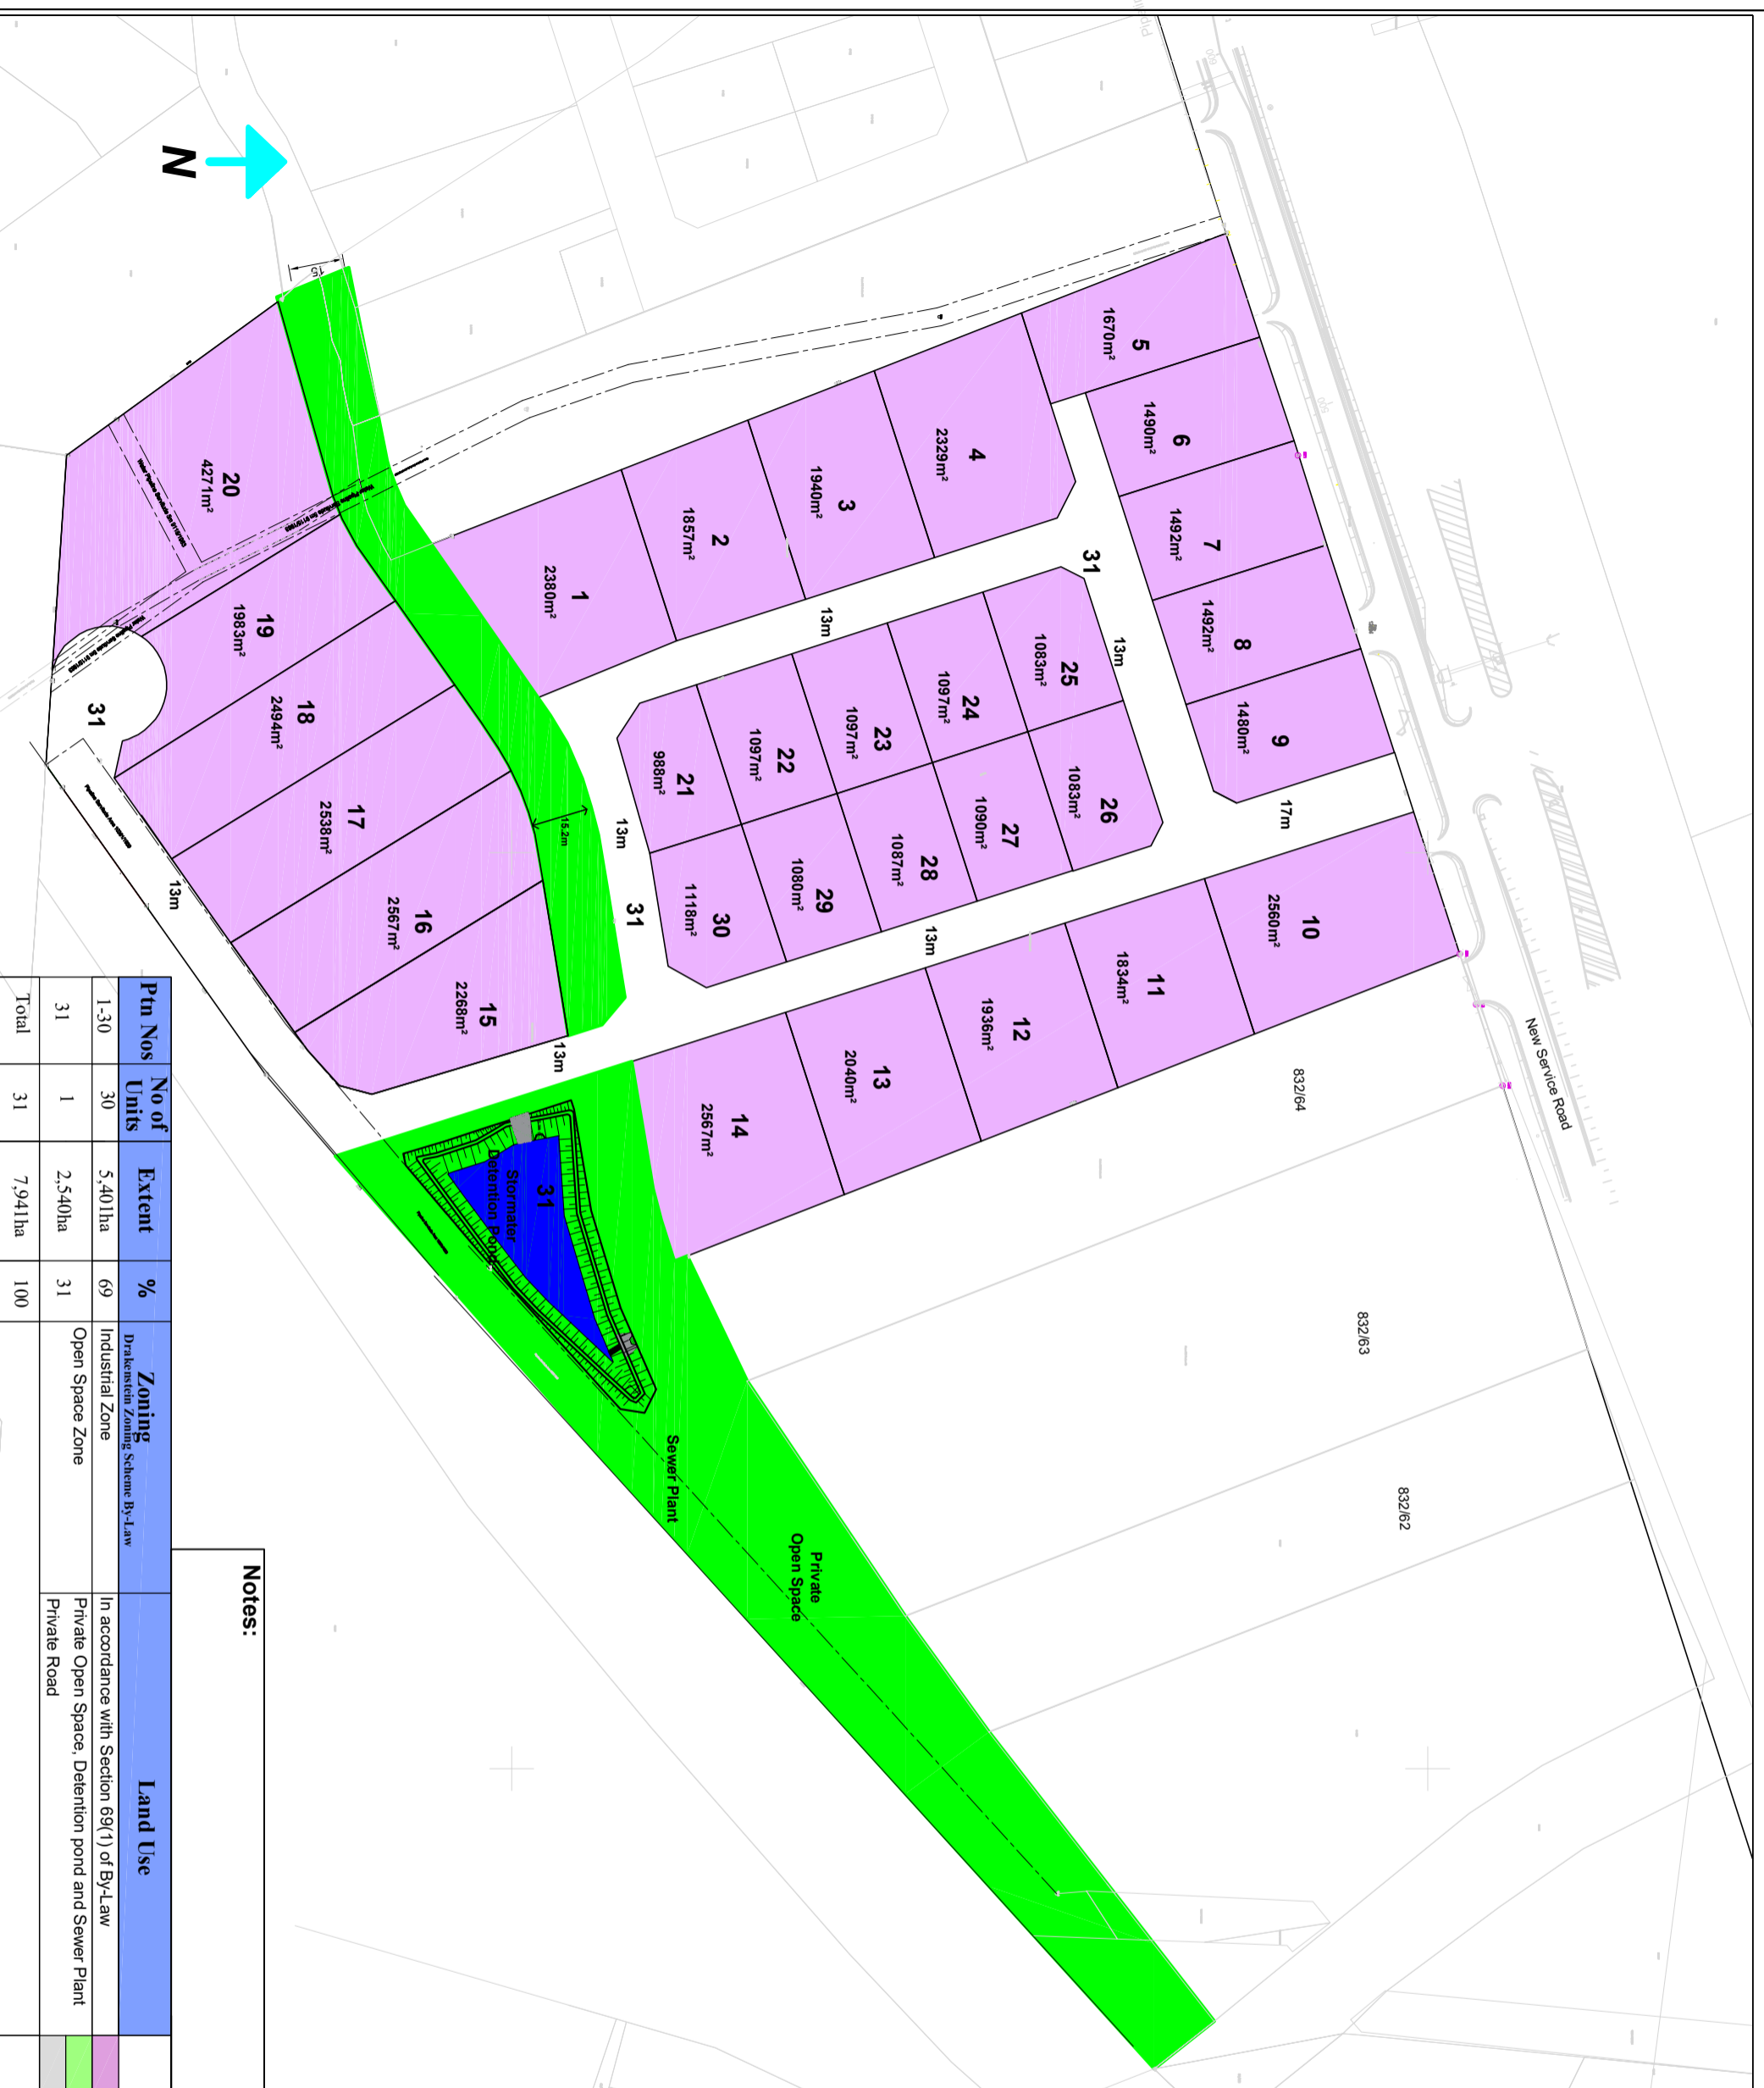 N
New Service Road
832/64
832/63
832/62
5
1670m²
6
1490m²
7
1492m²
8
1492m²
9
1480m²
17m
10
2560m²
11
1834m²
12
1936m²
13
2040m²
14
2567m²
4
2329m²
3
1940m²
2
1857m²
1
2380m²
31
13m
13m
25
1083m²
26
1083m²
24
1097m²
27
1090m²
23
1097m²
28
1087m²
22
1097m²
29
1080m²
21
988m²
30
1118m²
13m
13m
31
15.2m
15
20
4271m²
19
1983m²
18
2494m²
17
2538m²
16
2567m²
15
2268m²
13m
13m
31
31
Stormater
Detention Pond
Sewer Plant
Private
Open Space
Notes:
Ptn Nos No of Units Extent % Zoning Land Use
Drakenstein Zoning Scheme By-Law
1-30 30 5,401ha 69 Industrial Zone In accordance with Section 69(1) of By-Law
31 1 2,540ha 31 Open Space Zone Private Open Space, Detention pond and Sewer Plant
Private Road
Total 31 7,941ha 100